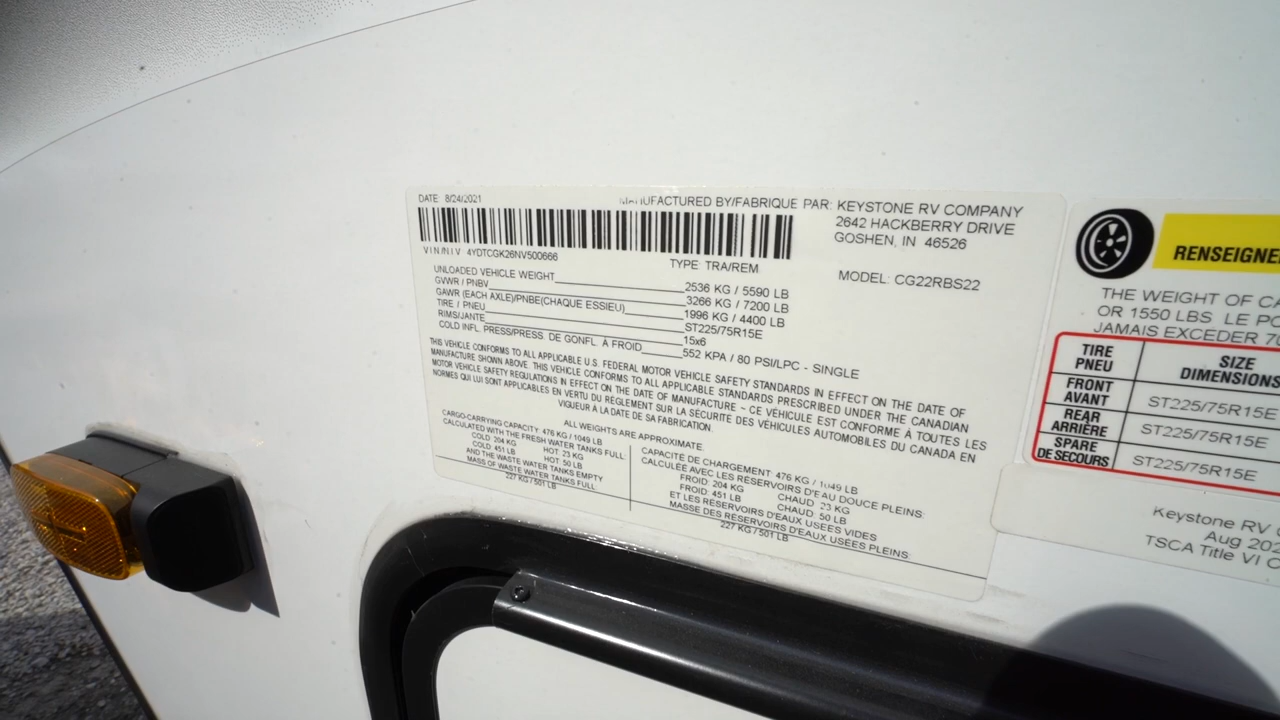 DATE: 8/24/2021
MANUFACTURED BY/FABRIQUE PAR: KEYSTONE RV COMPANY
2642 HACKBERRY DRIVE
GOSHEN, IN 46526
VIN/NIV 4YDTCGK26NV500666
TYPE: TRA/REM
MODEL: CG22RBS22
UNLOADED VEHICLE WEIGHT 2536 KG / 5590 LB
GVWR / PNBV 3266 KG / 7200 LB
GAWR (EACH AXLE)/PNBE(CHAQUE ESSIEU) 1996 KG / 4400 LB
TIRE / PNEU ST225/75R15E
RIMS/JANTE 15x6
COLD INFL. PRESS/PRESS. DE GONFL. À FROID 552 KPA / 80 PSI/LPC - SINGLE
THIS VEHICLE CONFORMS TO ALL APPLICABLE U.S. FEDERAL MOTOR VEHICLE SAFETY STANDARDS IN EFFECT ON THE DATE OF
MANUFACTURE SHOWN ABOVE. THIS VEHICLE CONFORMS TO ALL APPLICABLE STANDARDS PRESCRIBED UNDER THE CANADIAN
MOTOR VEHICLE SAFETY REGULATIONS IN EFFECT ON THE DATE OF MANUFACTURE ~ CE VÉHICULE EST CONFORME À TOUTES LES
NORMES QUI LUI SONT APPLICABLES EN VERTU DU RÈGLEMENT SUR LA SÉCURITÉ DES VÉHICULES AUTOMOBILES DU CANADA EN
VIGUEUR À LA DATE DE SA FABRICATION.
ALL WEIGHTS ARE APPROXIMATE.
CARGO-CARRYING CAPACITY: 476 KG / 1049 LB
CALCULATED WITH THE FRESH WATER TANKS FULL:
COLD: 204 KG HOT: 23 KG
COLD: 451 LB HOT: 50 LB
AND THE WASTE WATER TANKS EMPTY
MASS OF WASTE WATER TANKS FULL:
227 KG / 501 LB
CAPACITÉ DE CHARGEMENT: 476 KG / 1049 LB
CALCULÉE AVEC LES RÉSERVOIRS D'EAU DOUCE PLEINS:
FROID: 204 KG CHAUD: 23 KG
FROID: 451 LB CHAUD: 50 LB
ET LES RÉSERVOIRS D'EAUX USÉES VIDES
MASSE DES RÉSERVOIRS D'EAUX USÉES PLEINS:
227 KG / 501 LB
RENSEIGNE
THE WEIGHT OF CA
OR 1550 LBS LE PO
JAMAIS EXCEDER 70
TIRE
PNEU
SIZE
DIMENSIONS
FRONT
AVANT
ST225/75R15E
REAR
ARRIÈRE
ST225/75R15E
SPARE
DE SECOURS
ST225/75R15E
Keystone RV
Aug 202
TSCA Title VI C